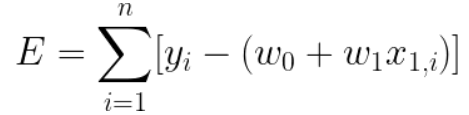 $E = \sum_{i=1}^{n} [y_i - (w_0 + w_1 x_{1,i})]$